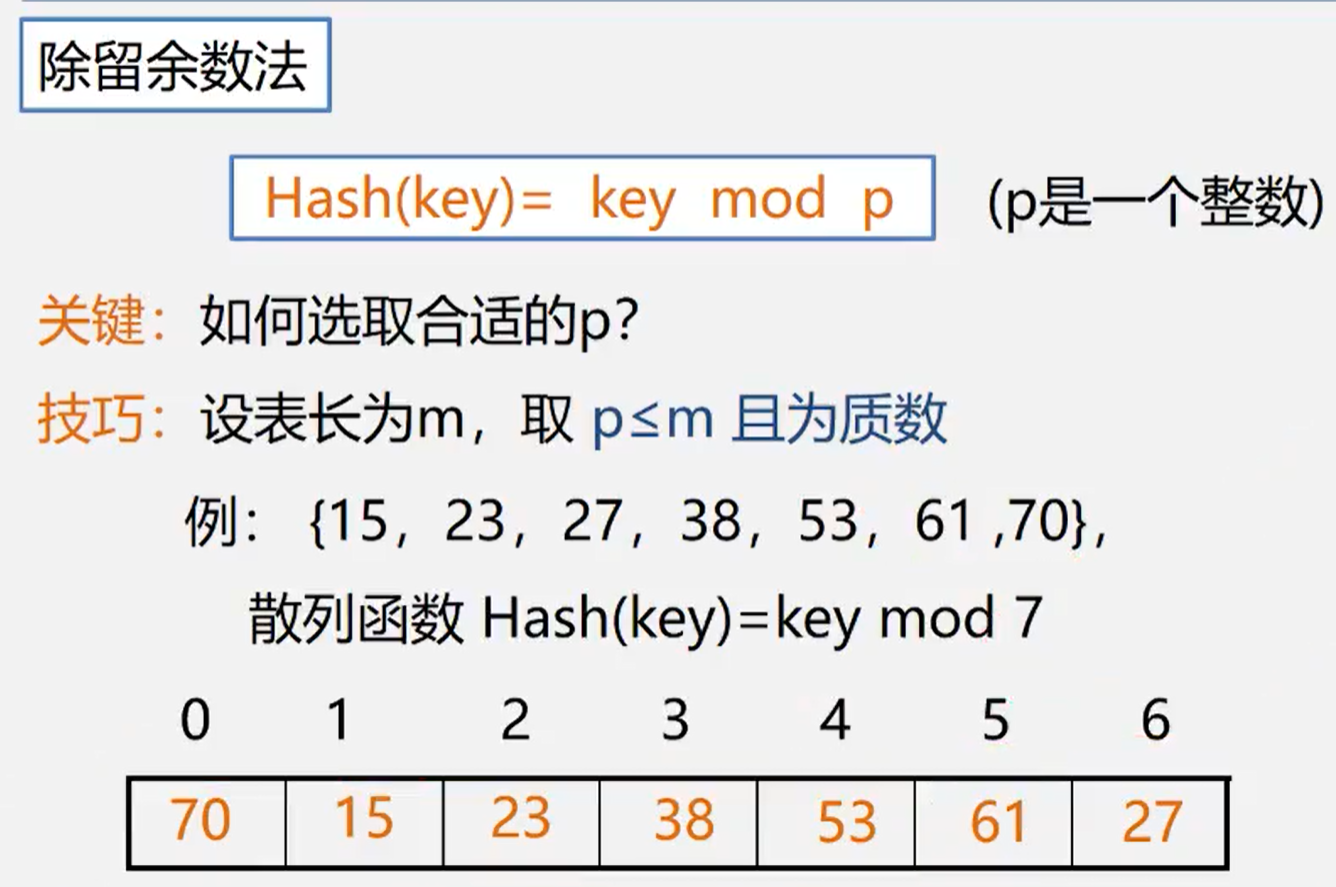 除留余数法
Hash(key)= key mod p (p是一个整数)
关键：如何选取合适的p？
技巧：设表长为m，取 p≤m 且为质数
例： {15，23，27，38，53，61 ,70}，
散列函数 Hash(key)=key mod 7
0 1 2 3 4 5 6
70 15 23 38 53 61 27